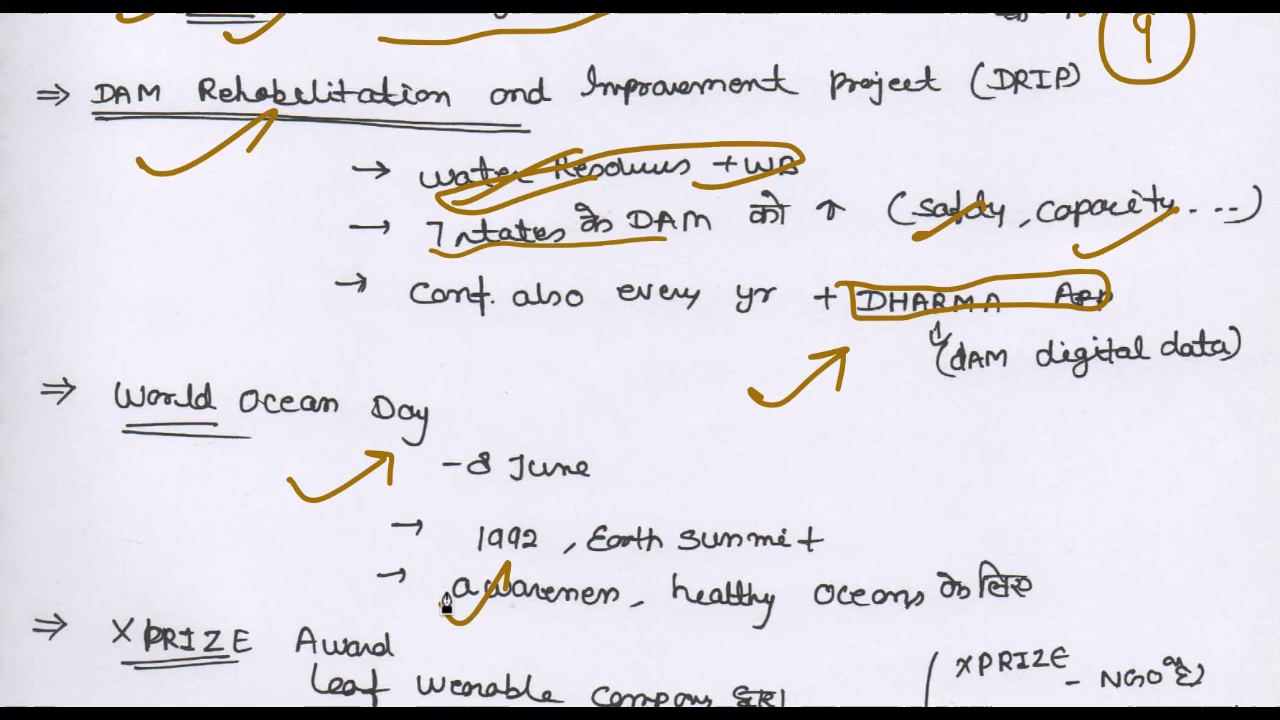 9
⇒ DAM Rehabilitation and Improvement project (DRIP)
→ water Resources + WB
→ 7 states के DAM को ↑ (safety, capacity ...)
→ Conf. also every yr + DHARMA App
(dAM digital data)
⇒ World Ocean Day
- 8 June
→ 1992, Earth Summit
→ awareness, healthy oceans के लिए
⇒ XPRIZE Award
(XPRIZE
- NGO है)
Leaf wearable company द्वारा